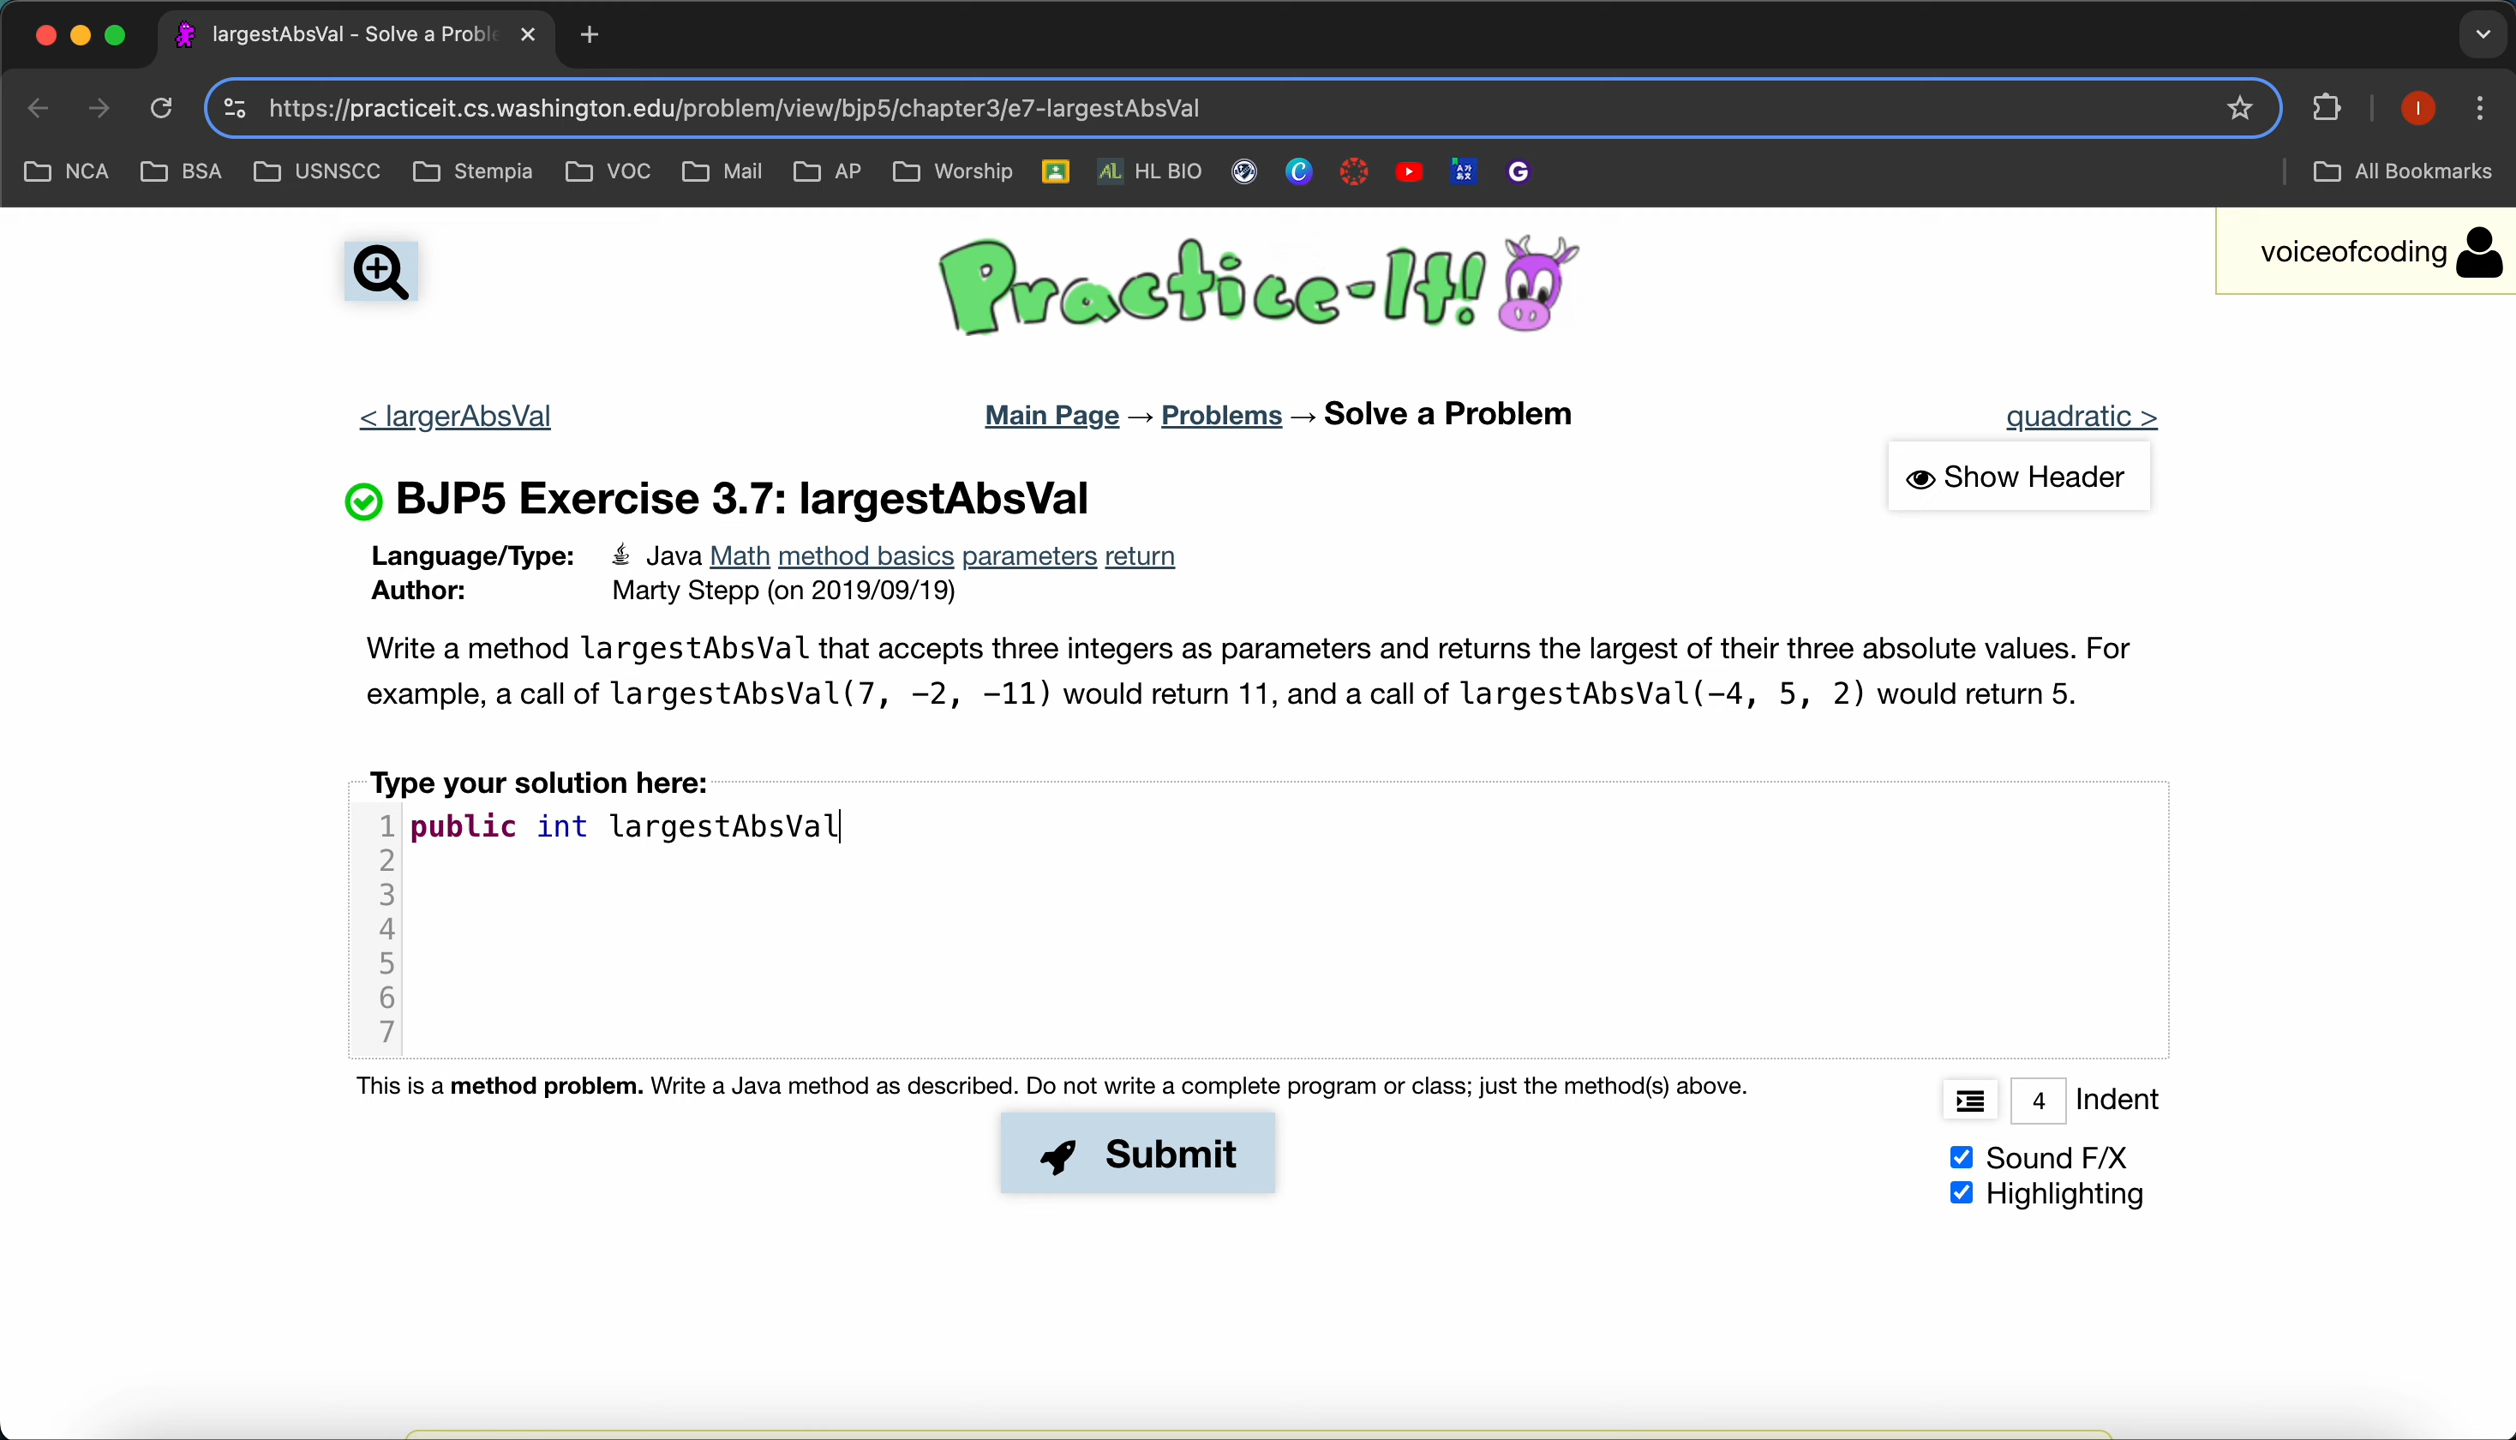 largestAbsVal - Solve a Proble
https://practiceit.cs.washington.edu/problem/view/bjp5/chapter3/e7-largestAbsVal
I
NCA BSA USNSCC Stempia VOC Mail AP Worship AL HL BIO C G All Bookmarks
Practice-It!
voiceofcoding
< largerAbsVal Main Page → Problems → Solve a Problem quadratic >
Show Header
BJP5 Exercise 3.7: largestAbsVal
Language/Type: Java Math method basics parameters return
Author: Marty Stepp (on 2019/09/19)
Write a method largestAbsVal that accepts three integers as parameters and returns the largest of their three absolute values. For
example, a call of largestAbsVal(7, -2, -11) would return 11, and a call of largestAbsVal(-4, 5, 2) would return 5.
Type your solution here:
1 public int largestAbsVal
2
3
4
5
6
7
This is a method problem. Write a Java method as described. Do not write a complete program or class; just the method(s) above.
4 Indent
Submit
Sound F/X
Highlighting